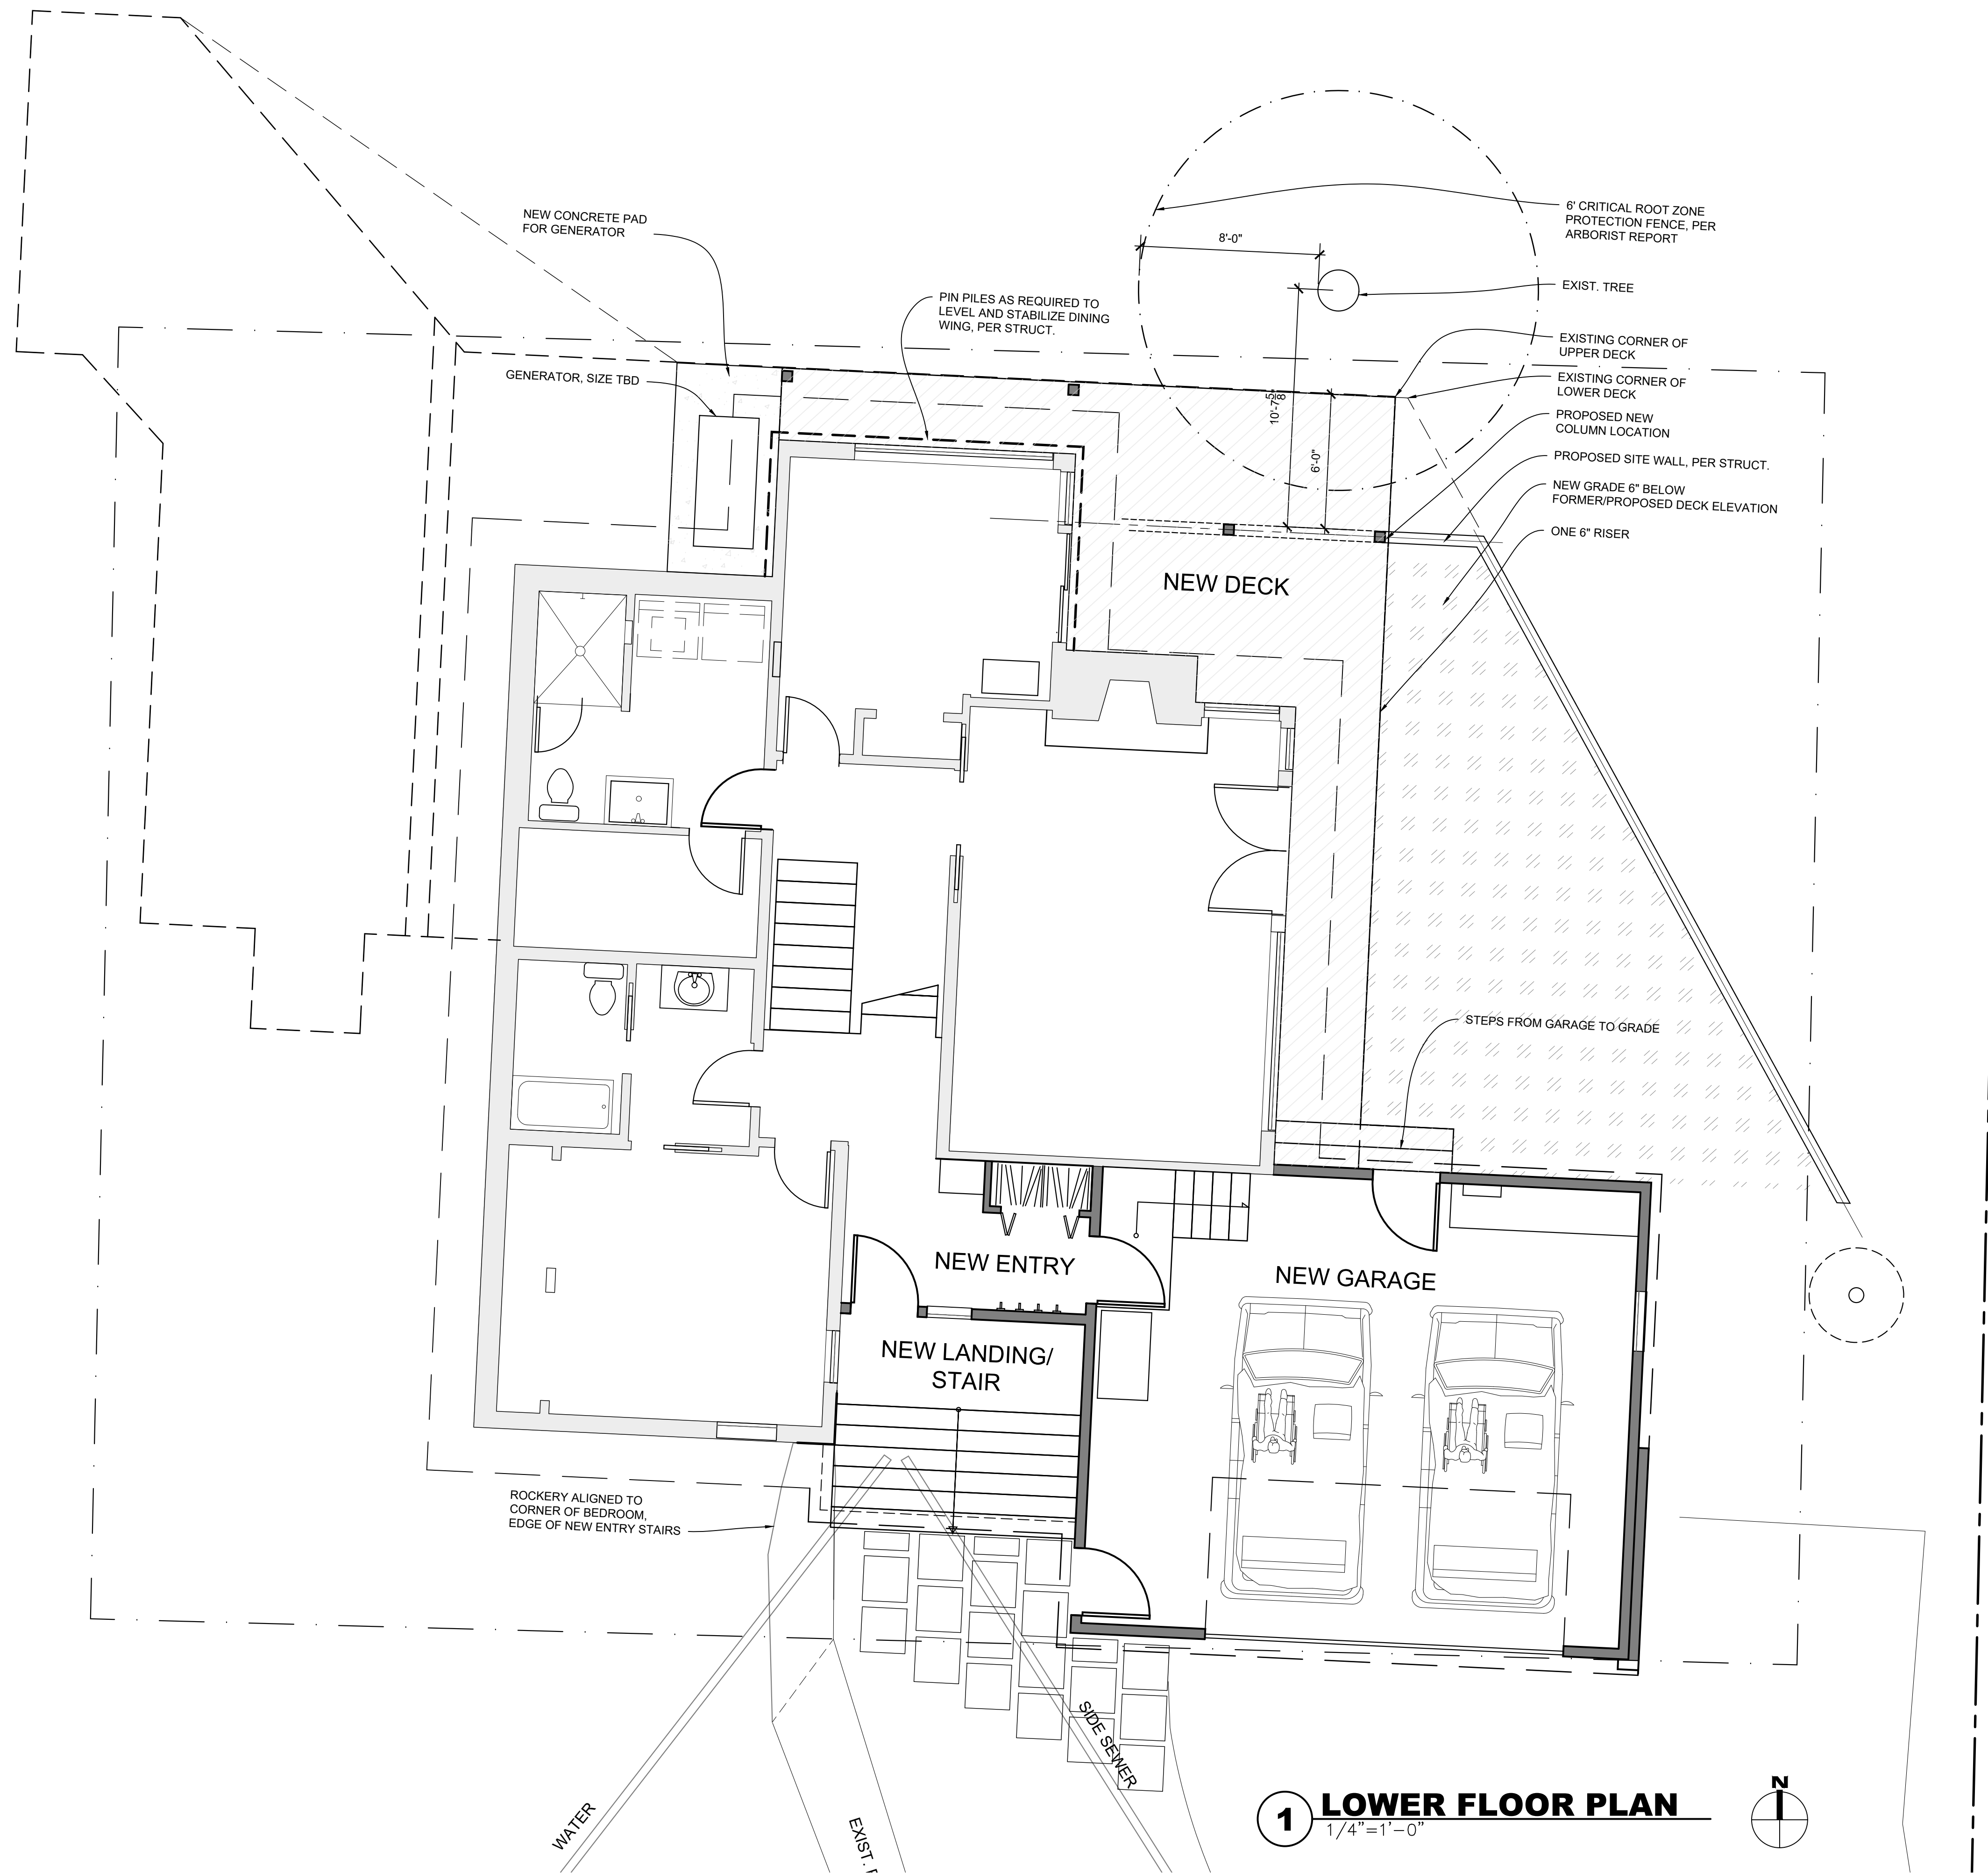 NEW CONCRETE PAD
FOR GENERATOR
6' CRITICAL ROOT ZONE
PROTECTION FENCE, PER
ARBORIST REPORT
8'-0"
EXIST. TREE
PIN PILES AS REQUIRED TO
LEVEL AND STABILIZE DINING
WING, PER STRUCT.
EXISTING CORNER OF
UPPER DECK
GENERATOR, SIZE TBD
EXISTING CORNER OF
LOWER DECK
10'-7 5/8"
PROPOSED NEW
COLUMN LOCATION
6'-0"
PROPOSED SITE WALL, PER STRUCT.
NEW GRADE 6" BELOW
FORMER/PROPOSED DECK ELEVATION
ONE 6" RISER
NEW DECK
STEPS FROM GARAGE TO GRADE
NEW ENTRY
NEW GARAGE
NEW LANDING/
STAIR
ROCKERY ALIGNED TO
CORNER OF BEDROOM,
EDGE OF NEW ENTRY STAIRS
SIDE SEWER
WATER
EXIST.
N
1
LOWER FLOOR PLAN
1/4"=1'-0"